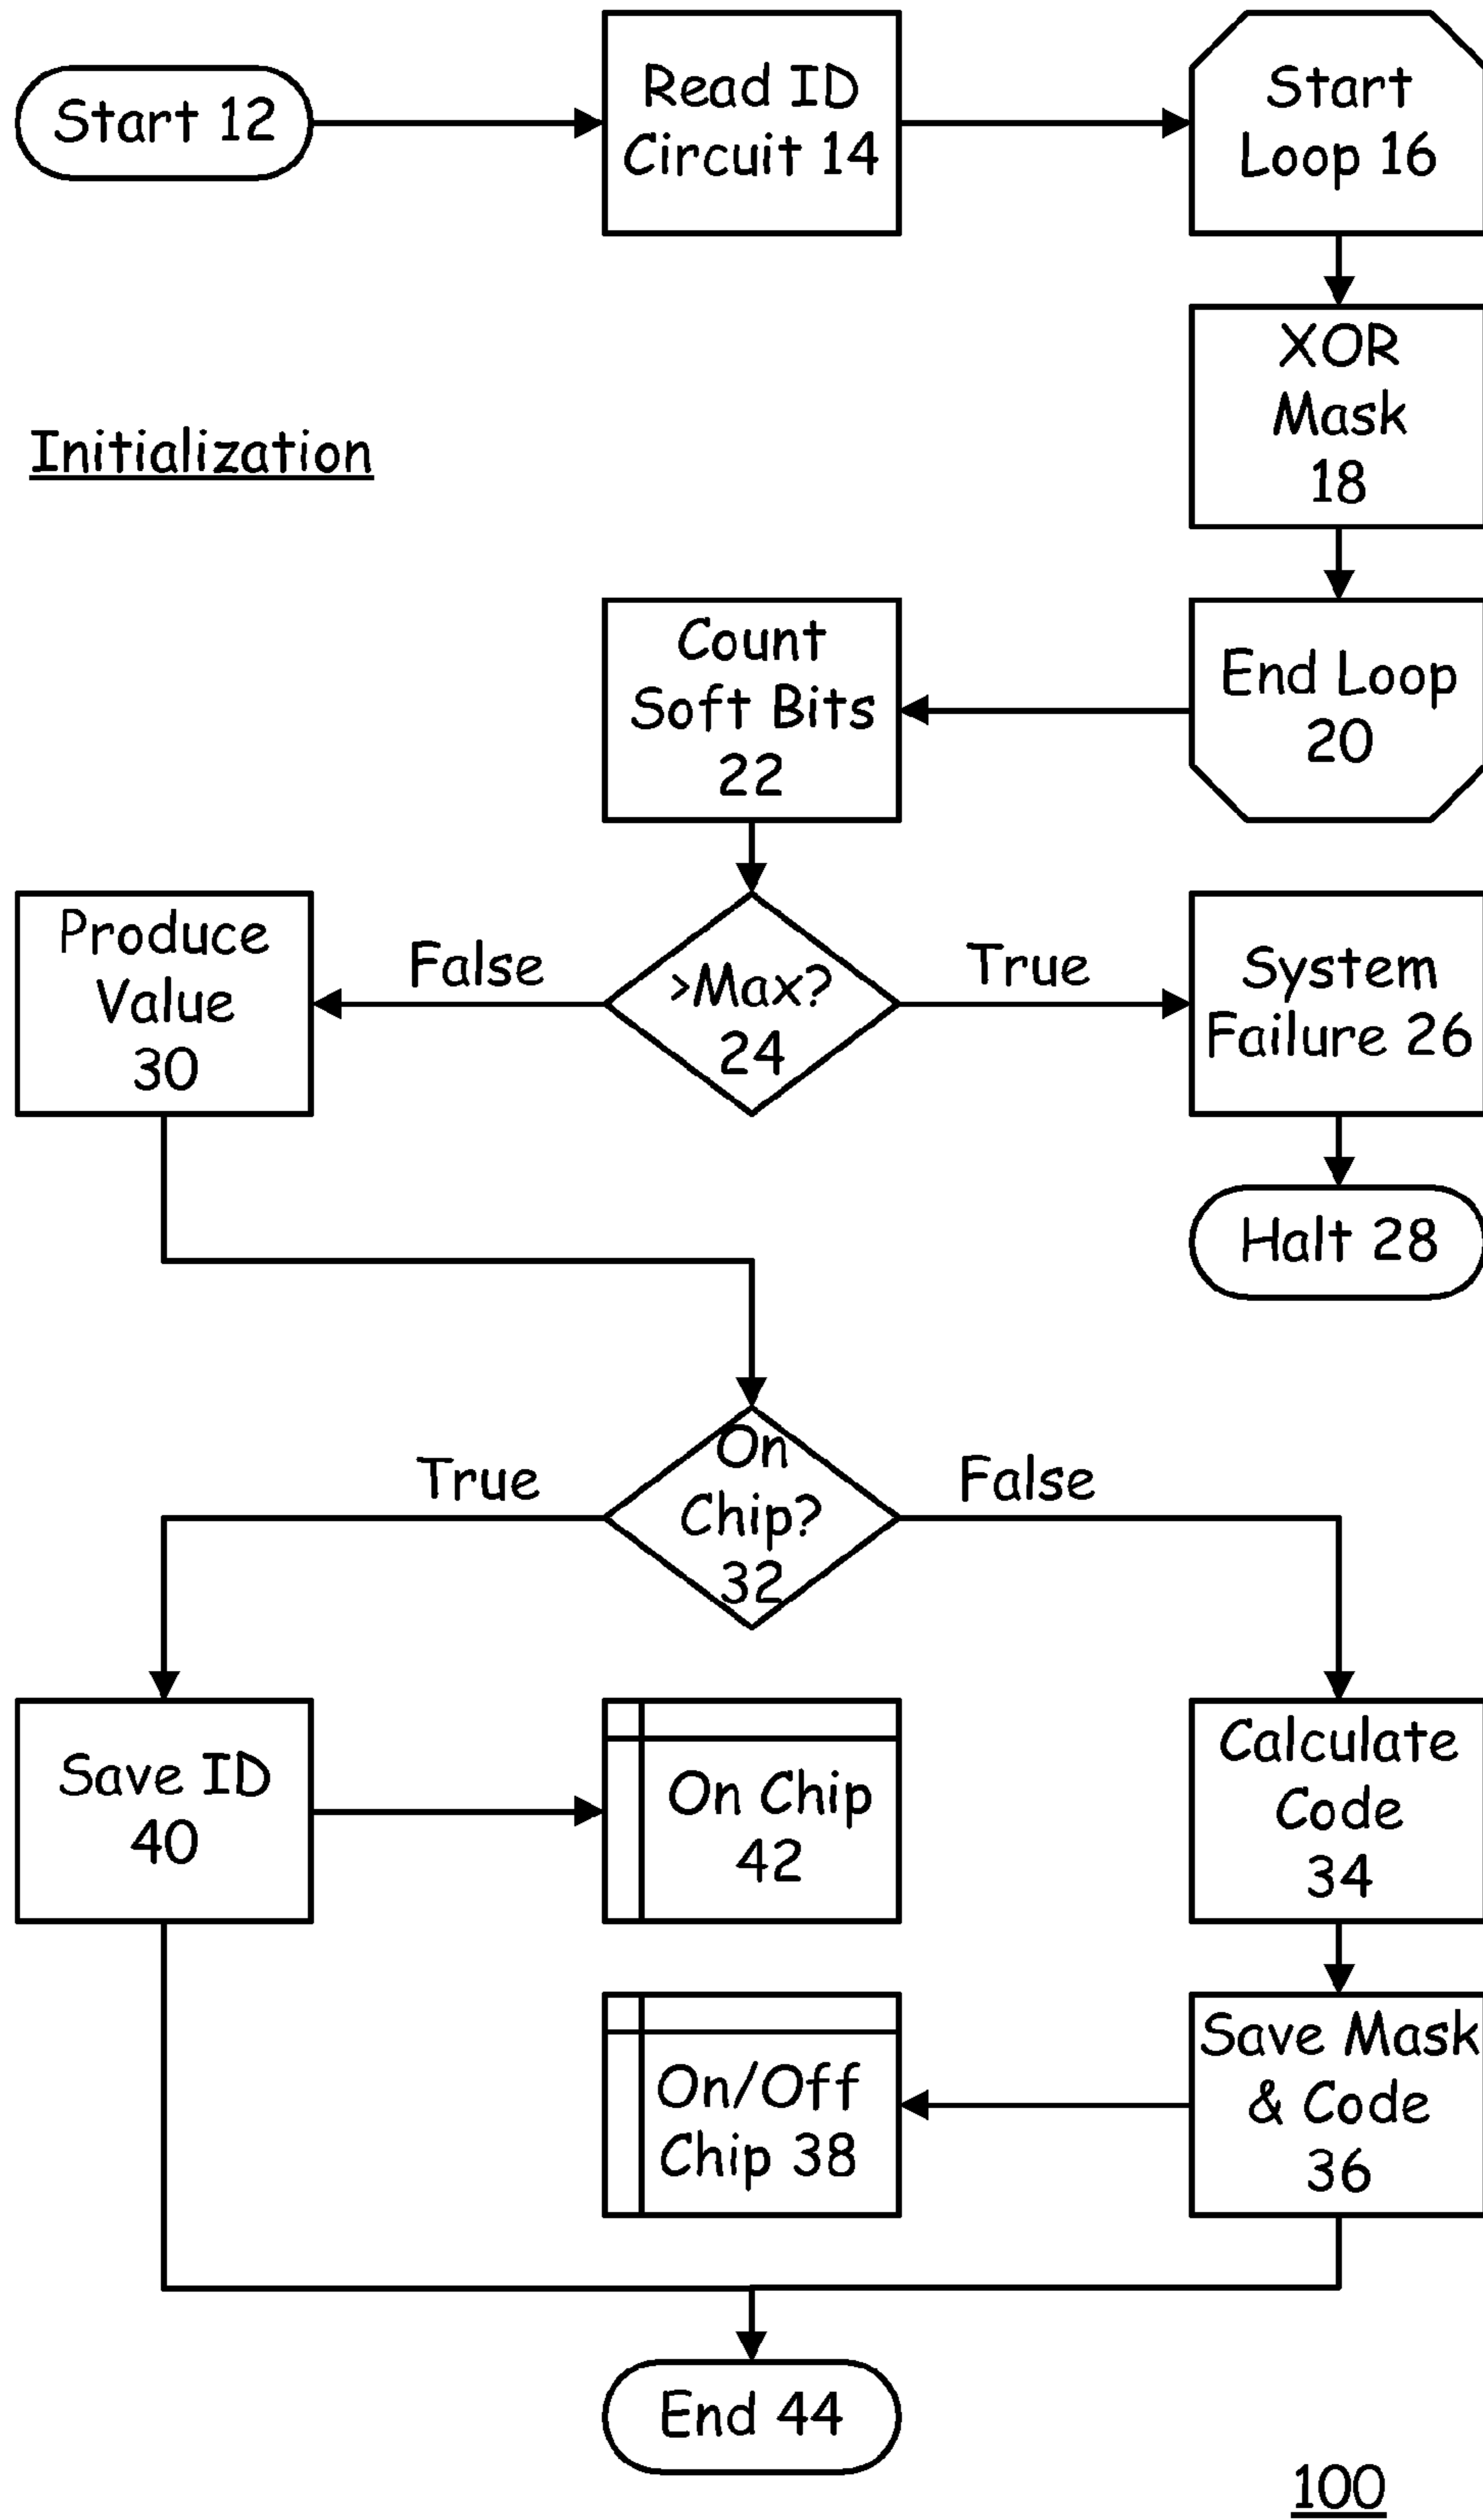 Start 12
Read ID
Circuit 14
Start
Loop 16
XOR
Mask
18
Initialization
End Loop
20
Count
Soft Bits
22
>Max?
24
False
True
Produce
Value
30
System
Failure 26
Halt 28
On
Chip?
32
True
False
Save ID
40
On Chip
42
Calculate
Code
34
Save Mask
& Code
36
On/Off
Chip 38
End 44
100